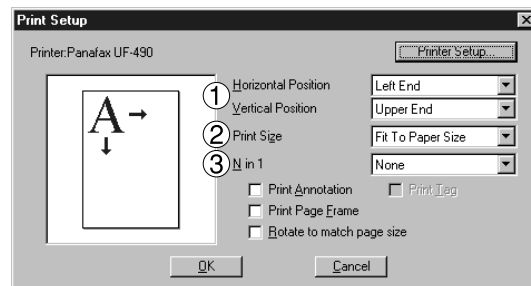 Print Setup
Printer:Panafax UF-490
Printer Setup...
A
1
Horizontal Position
Left End
Vertical Position
Upper End
2
Print Size
Fit To Paper Size
3
N in 1
None
Print Annotation
Print Tag
Print Page Frame
Rotate to match page size
OK
Cancel